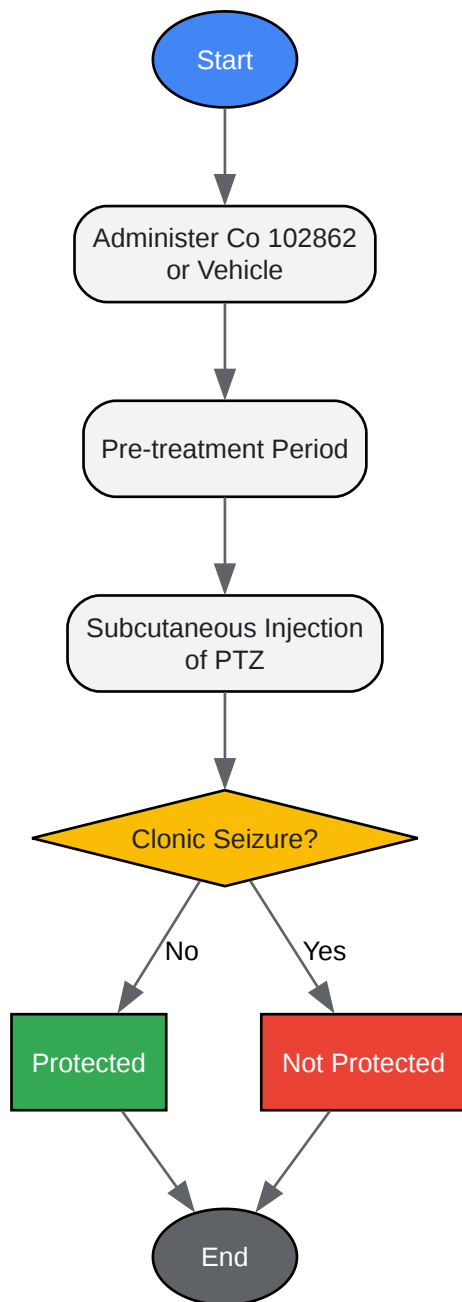 Start
Administer Co 102862
or Vehicle
Pre-treatment Period
Subcutaneous Injection
of PTZ
Clonic Seizure?
No
Yes
Protected
Not Protected
End